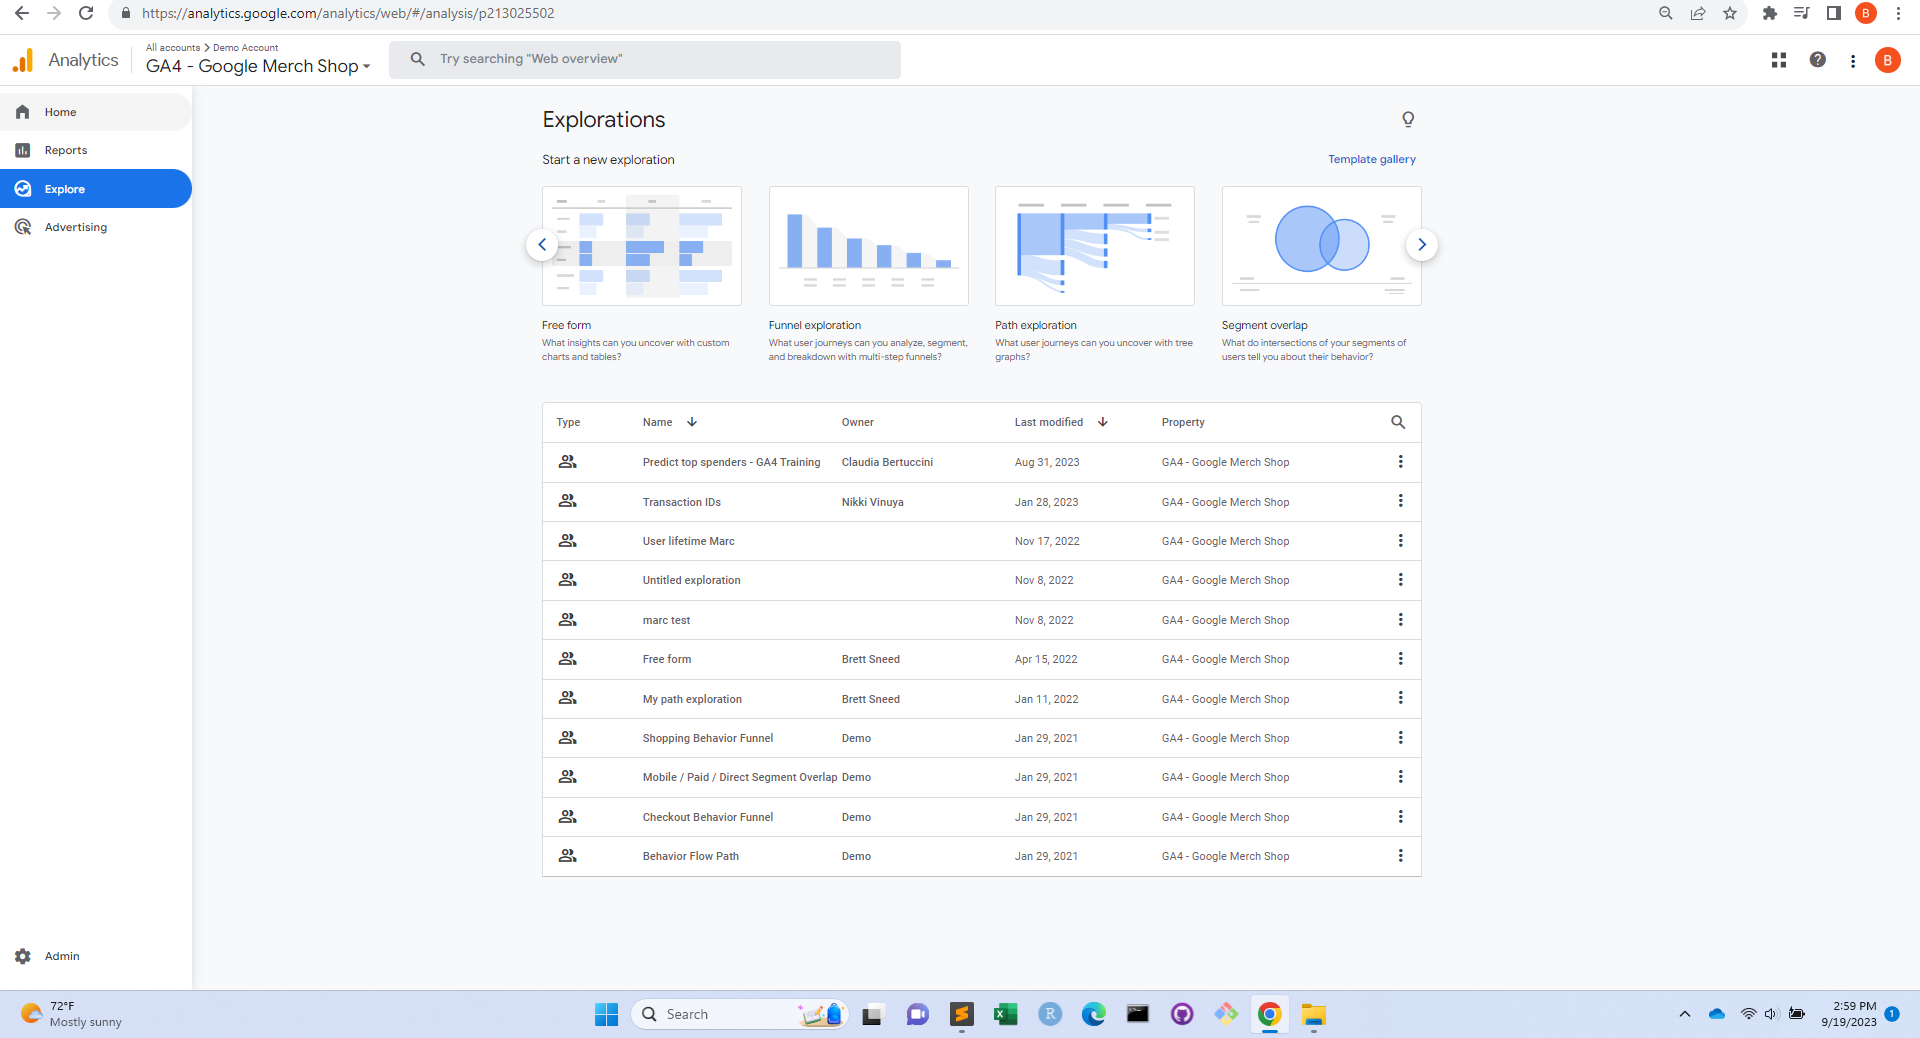 https://analytics.google.com/analytics/web/#/analysis/p213025502
B
Analytics
All accounts > Demo Account
GA4 - Google Merch Shop
Try searching "Web overview"
B
Home
Reports
Explore
Advertising
Admin
Explorations
Start a new exploration
Template gallery
Free form
What insights can you uncover with custom
charts and tables?
Funnel exploration
What user journeys can you analyze, segment,
and breakdown with multi-step funnels?
Path exploration
What user journeys can you uncover with tree
graphs?
Segment overlap
What do intersections of your segments of
users tell you about their behavior?
Type Name Owner Last modified Property
Predict top spenders - GA4 Training Claudia Bertuccini Aug 31, 2023 GA4 - Google Merch Shop
Transaction IDs Nikki Vinuya Jan 28, 2023 GA4 - Google Merch Shop
User lifetime Marc Nov 17, 2022 GA4 - Google Merch Shop
Untitled exploration Nov 8, 2022 GA4 - Google Merch Shop
marc test Nov 8, 2022 GA4 - Google Merch Shop
Free form Brett Sneed Apr 15, 2022 GA4 - Google Merch Shop
My path exploration Brett Sneed Jan 11, 2022 GA4 - Google Merch Shop
Shopping Behavior Funnel Demo Jan 29, 2021 GA4 - Google Merch Shop
Mobile / Paid / Direct Segment Overlap Demo Jan 29, 2021 GA4 - Google Merch Shop
Checkout Behavior Funnel Demo Jan 29, 2021 GA4 - Google Merch Shop
Behavior Flow Path Demo Jan 29, 2021 GA4 - Google Merch Shop
72°F
Mostly sunny
Search
R
2:59 PM
9/19/2023
1